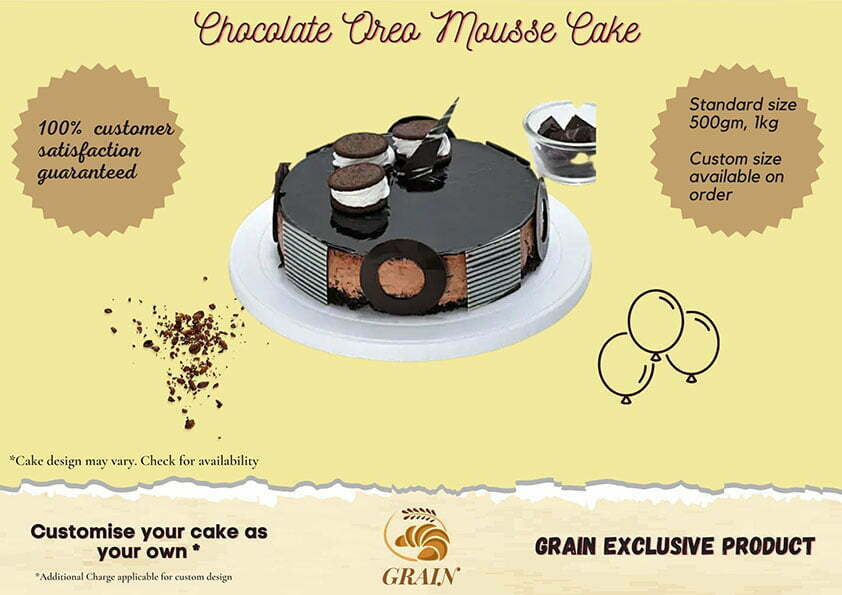 Chocolate Oreo Mousse Cake
100% customer
satisfaction
guaranteed
Standard size
500gm, 1kg
Custom size
available on
order
*Cake design may vary. Check for availability
Customise your cake as
your own *
*Additional Charge applicable for custom design
GRAIN
GRAIN EXCLUSIVE PRODUCT